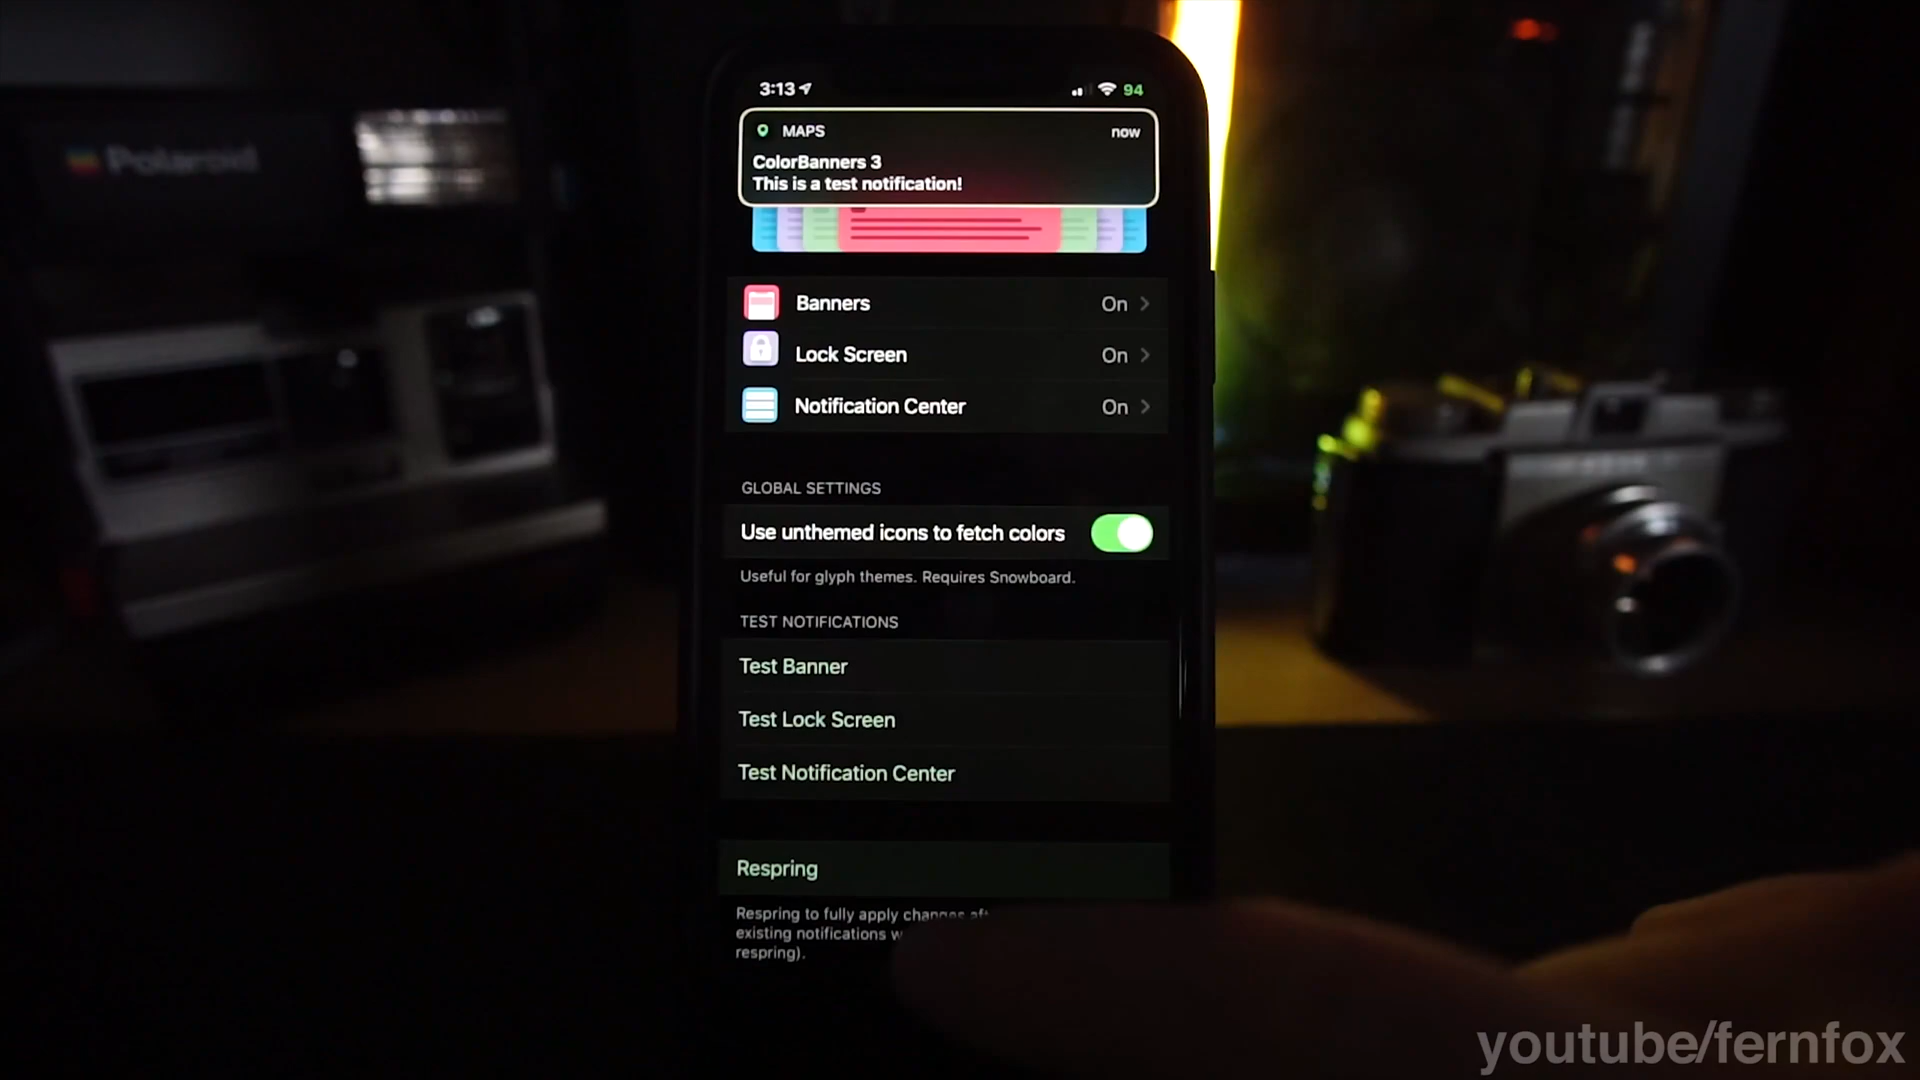 Polaroid
3:13
94
MAPS
now
ColorBanners 3
This is a test notification!
Banners
On
Lock Screen
On
Notification Center
On
GLOBAL SETTINGS
Use unthemed icons to fetch colors
Useful for glyph themes. Requires Snowboard.
TEST NOTIFICATIONS
Test Banner
Test Lock Screen
Test Notification Center
Respring
Respring to fully apply changes
existing notifications
respring).
youtube/fernfox